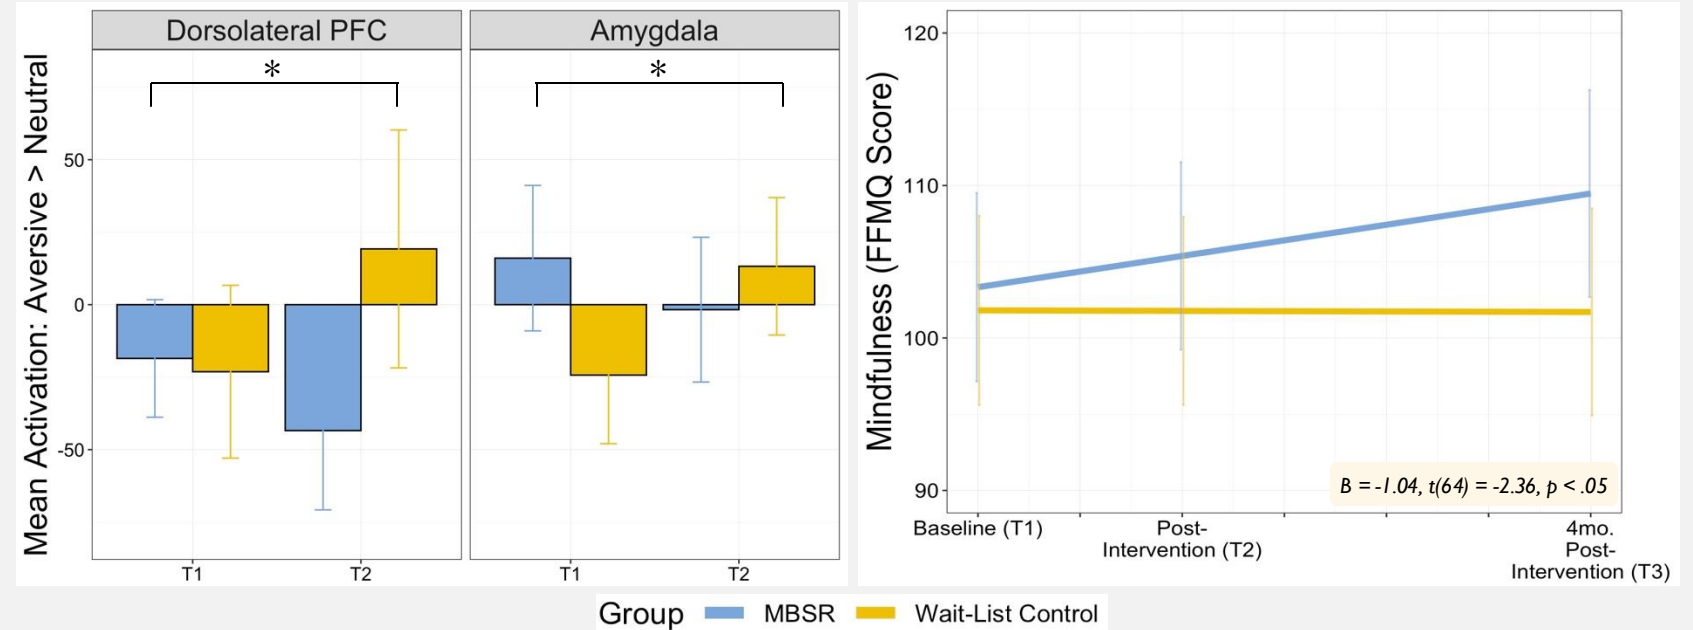 Dorsolateral PFC
Amygdala
*
*
Mean Activation: Aversive > Neutral
50
0
-50
T1
T2
T1
T2
Mindfulness (FFMQ Score)
120
110
100
90
B = -1.04, t(64) = -2.36, p < .05
Baseline (T1)
Post-
Intervention (T2)
4mo.
Post-
Intervention (T3)
Group MBSR Wait-List Control